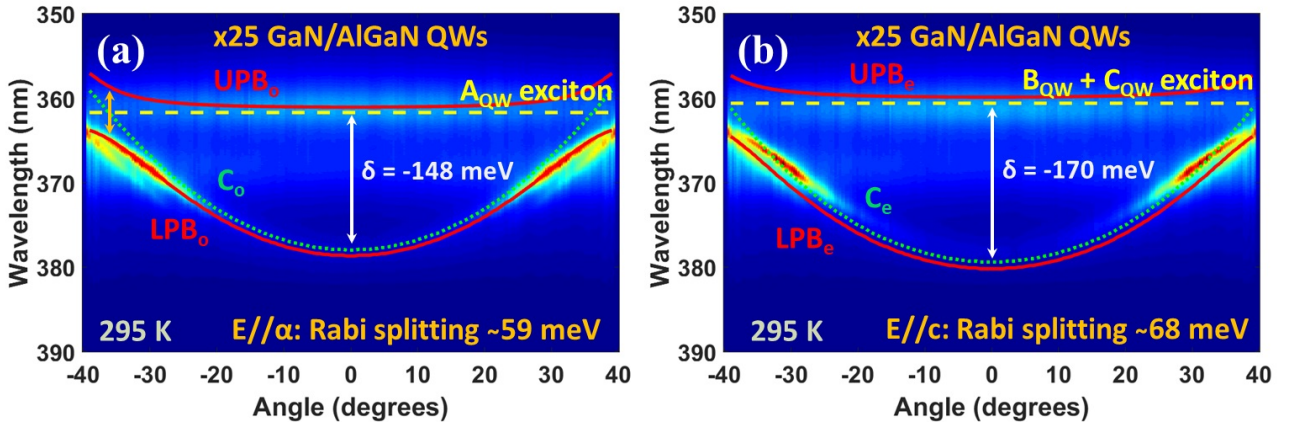 (a)
x25 GaN/AlGaN QWs
UPBo
AQW exciton
δ = -148 meV
Co
LPBo
295 K
E//α: Rabi splitting ~59 meV
350
360
370
380
390
Wavelength (nm)
-40 -30 -20 -10 0 10 20 30 40
Angle (degrees)
(b)
x25 GaN/AlGaN QWs
UPBe
BQW + CQW exciton
δ = -170 meV
Ce
LPBe
295 K
E//c: Rabi splitting ~68 meV
350
360
370
380
390
Wavelength (nm)
-40 -30 -20 -10 0 10 20 30 40
Angle (degrees)